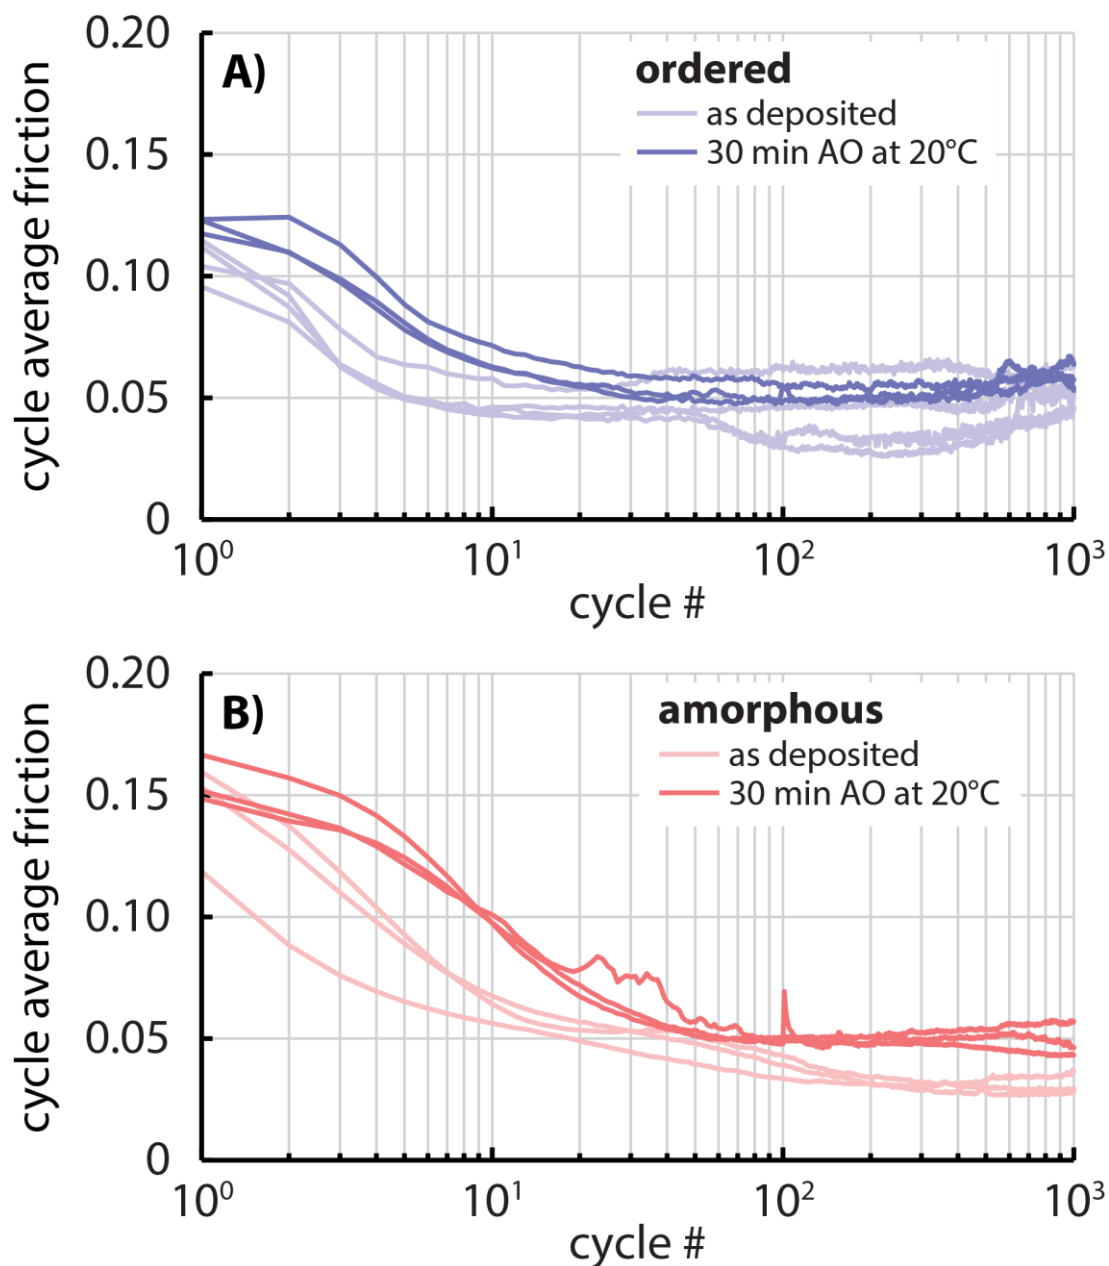 A)
ordered
as deposited
30 min AO at 20°C
cycle average friction
0.20
0.15
0.10
0.05
0
10⁰
10¹
10²
10³
cycle #
B)
amorphous
as deposited
30 min AO at 20°C
cycle average friction
0.20
0.15
0.10
0.05
0
10⁰
10¹
10²
10³
cycle #